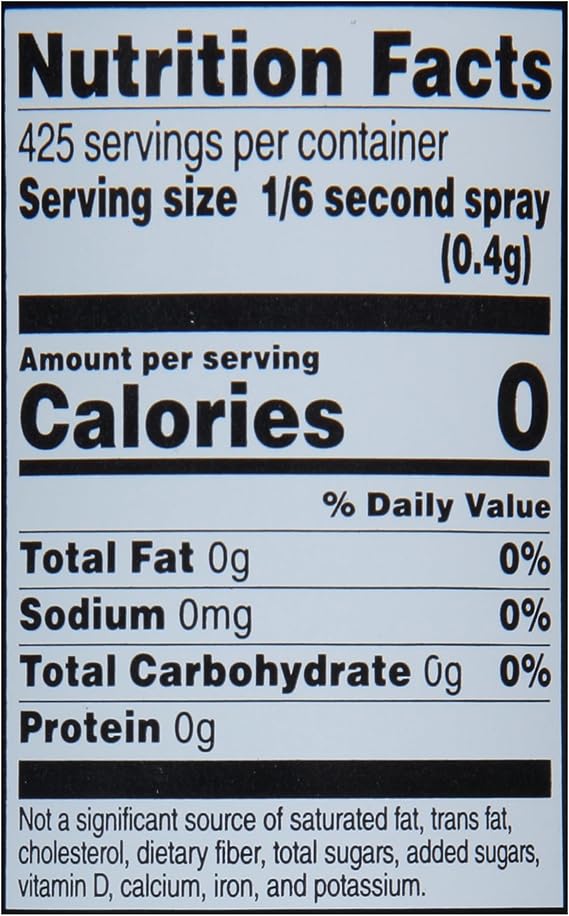 Nutrition Facts
425 servings per container
Serving size 1/6 second spray
(0.4g)
Amount per serving
Calories 0
% Daily Value
Total Fat 0g 0%
Sodium 0mg 0%
Total Carbohydrate 0g 0%
Protein 0g
Not a significant source of saturated fat, trans fat,
cholesterol, dietary fiber, total sugars, added sugars,
vitamin D, calcium, iron, and potassium.